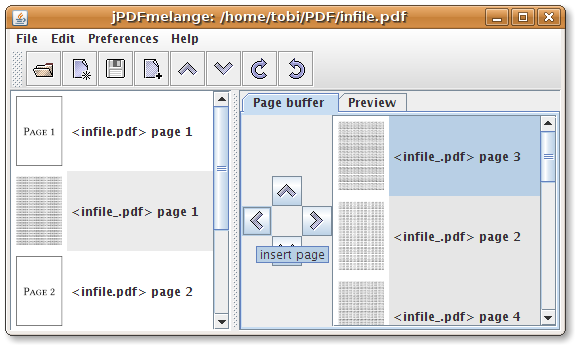 jPDFmelange: /home/tobi/PDF/infile.pdf
File Edit Preferences Help
Page buffer Preview
PAGE 1
<infile.pdf> page 1
<infile_.pdf> page 3
<infile_.pdf> page 1
<infile_.pdf> page 2
insert page
PAGE 2
<infile.pdf> page 2
<infile_.pdf> page 4